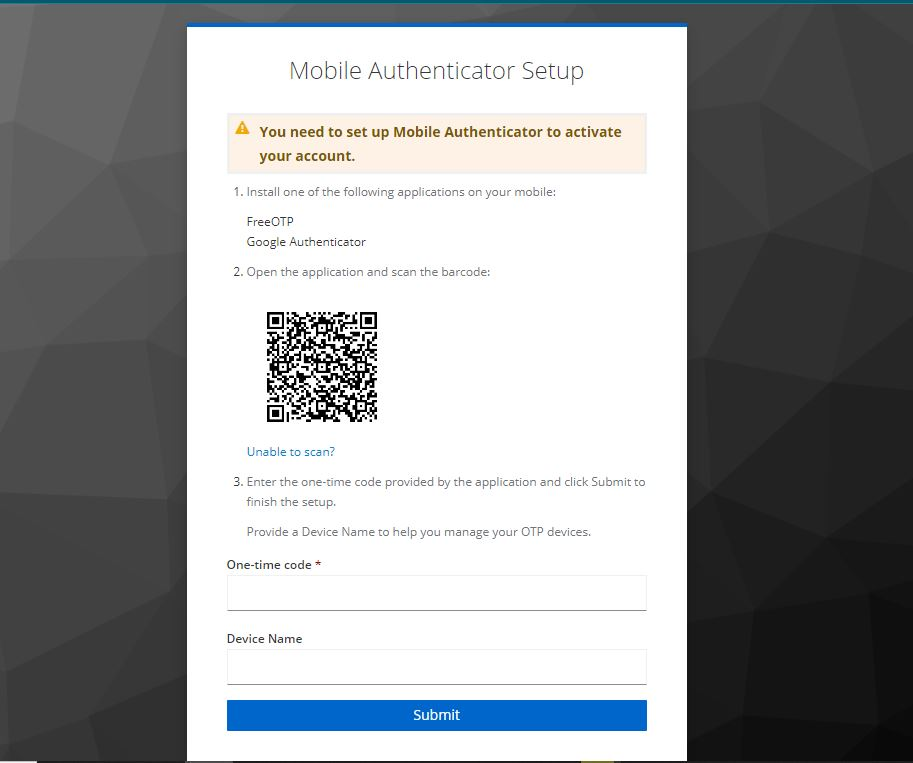 Mobile Authenticator Setup
You need to set up Mobile Authenticator to activate
your account.
1. Install one of the following applications on your mobile:
FreeOTP
Google Authenticator
2. Open the application and scan the barcode:
Unable to scan?
3. Enter the one-time code provided by the application and click Submit to
finish the setup.
Provide a Device Name to help you manage your OTP devices.
One-time code *
Device Name
Submit